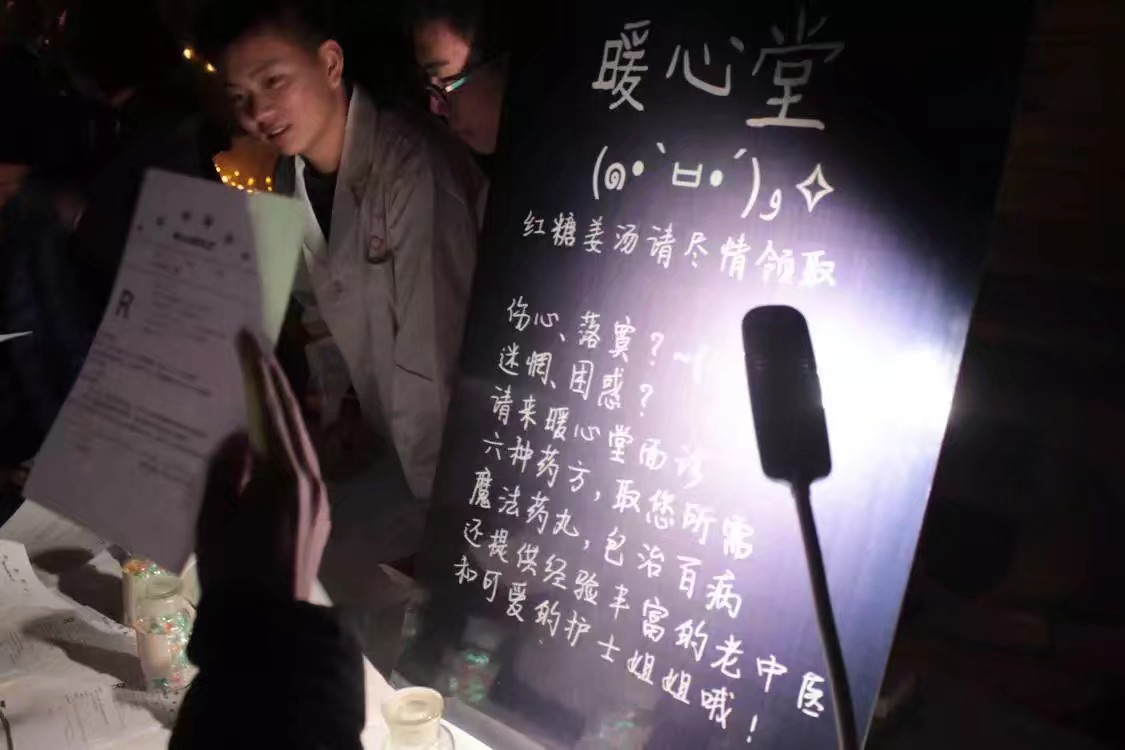 暖心堂
(๑•̀ㅂ•́)و✧
红糖姜汤请尽情领取
伤心、落寞？~
迷惘、困惑？
请来暖心堂面诊
六种药方，取您所需
魔法药丸，包治百病
还提供经验丰富的老中医
和可爱的护士姐姐哦！
R